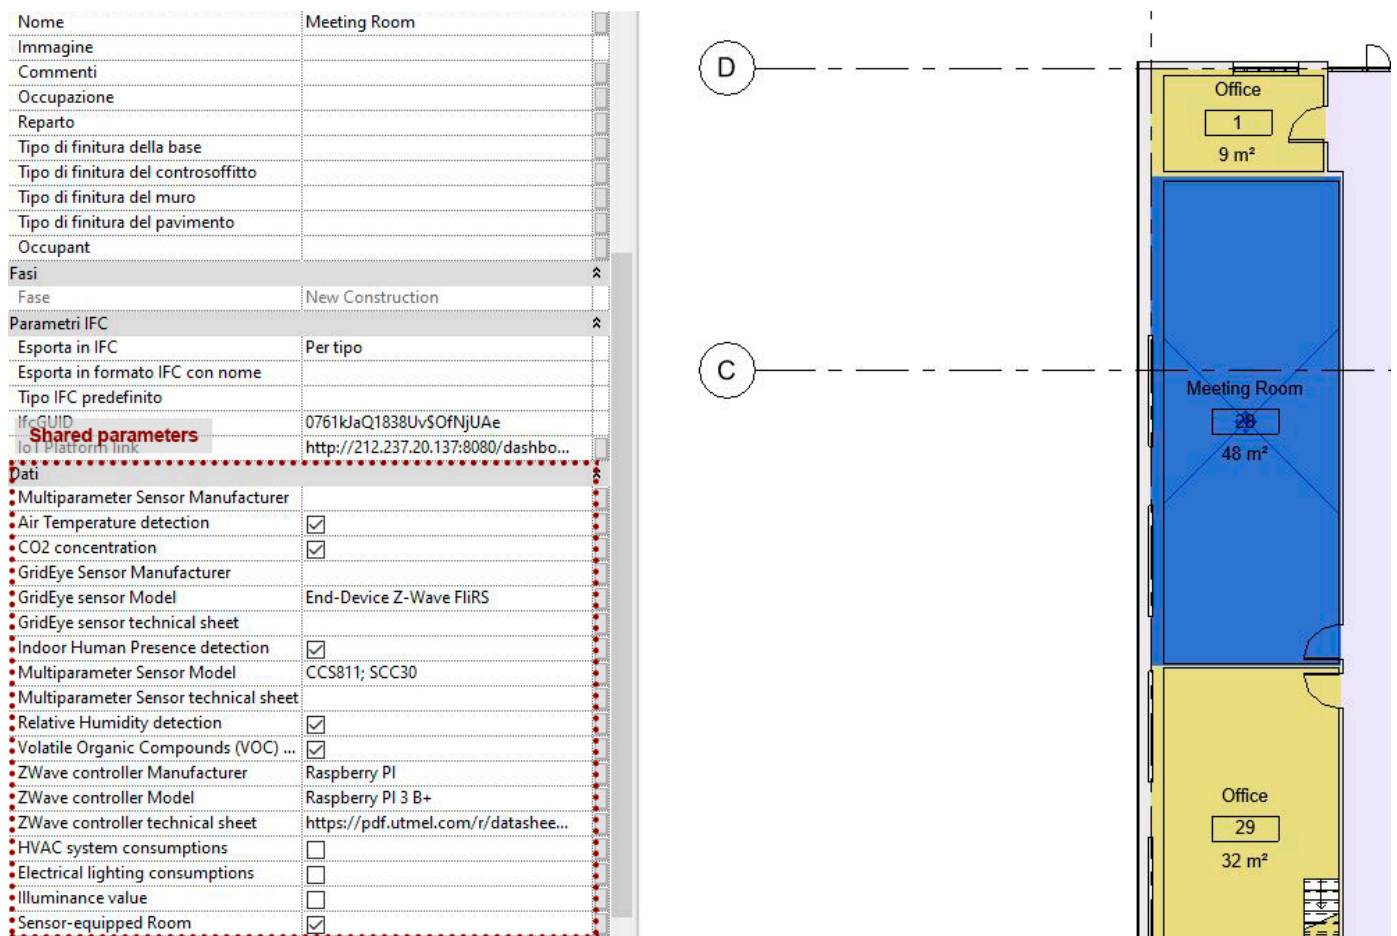 Nome Meeting Room
Immagine
Commenti
Occupazione
Reparto
Tipo di finitura della base
Tipo di finitura del controsoffitto
Tipo di finitura del muro
Tipo di finitura del pavimento
Occupant
Fasi
Fase New Construction
Parametri IFC
Esporta in IFC Per tipo
Esporta in formato IFC con nome
Tipo IFC predefinito
IfcGUID 0761kJaQ1838Uv$OfNjUAe
Shared parameters
IoT Platform link http://212.237.20.137:8080/dashbo...
Dati
Multiparameter Sensor Manufacturer
Air Temperature detection
CO2 concentration
GridEye Sensor Manufacturer
GridEye sensor Model End-Device Z-Wave FliRS
GridEye sensor technical sheet
Indoor Human Presence detection
Multiparameter Sensor Model CCS811; SCC30
Multiparameter Sensor technical sheet
Relative Humidity detection
Volatile Organic Compounds (VOC) ...
ZWave controller Manufacturer Raspberry PI
ZWave controller Model Raspberry PI 3 B+
ZWave controller technical sheet https://pdf.utmel.com/r/datashee...
HVAC system consumptions
Electrical lighting consumptions
Illuminance value
Sensor-equipped Room
D
C
Office
1
9 m²
Meeting Room
28
48 m²
Office
29
32 m²